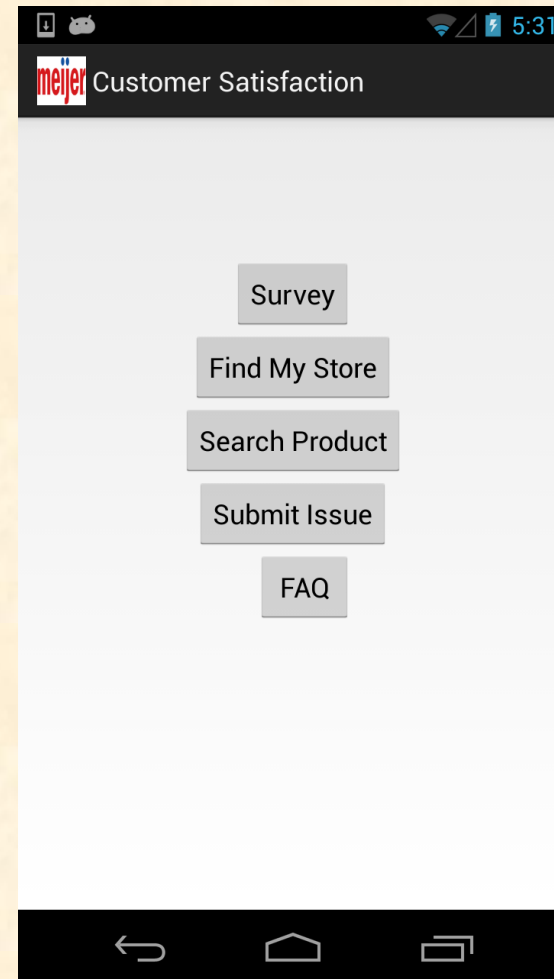 5:31
meijer Customer Satisfaction
Survey
Find My Store
Search Product
Submit Issue
FAQ